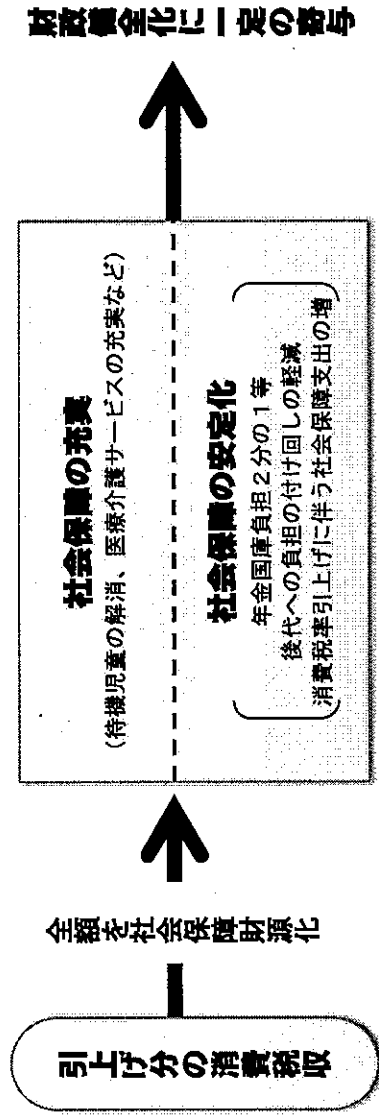 引上げ分の消費税収
全額を社会保障財源化
社会保障の充実
(待機児童の解消、医療介護サービスの充実など)
社会保障の安定化
年金国庫負担2分の1等
後代への負担の付け回しの軽減
消費税率引上げに伴う社会保障支出の増
財政健全化に一定の寄与